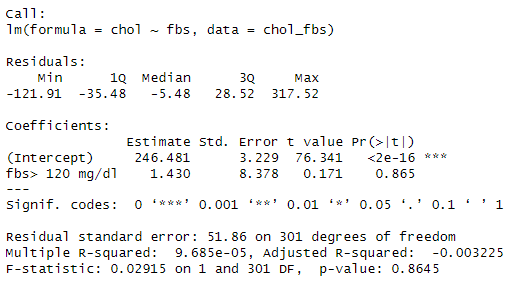 Call:
lm(formula = chol ~ fbs, data = chol_fbs)
Residuals:
Min 1Q Median 3Q Max
-121.91 -35.48 -5.48 28.52 317.52
Coefficients:
Estimate Std. Error t value Pr(>|t|)
(Intercept) 246.481 3.229 76.341 <2e-16 ***
fbs> 120 mg/dl 1.430 8.378 0.171 0.865
---
Signif. codes: 0 ‘***’ 0.001 ‘**’ 0.01 ‘*’ 0.05 ‘.’ 0.1 ‘ ’ 1
Residual standard error: 51.86 on 301 degrees of freedom
Multiple R-squared: 9.685e-05, Adjusted R-squared: -0.003225
F-statistic: 0.02915 on 1 and 301 DF, p-value: 0.8645